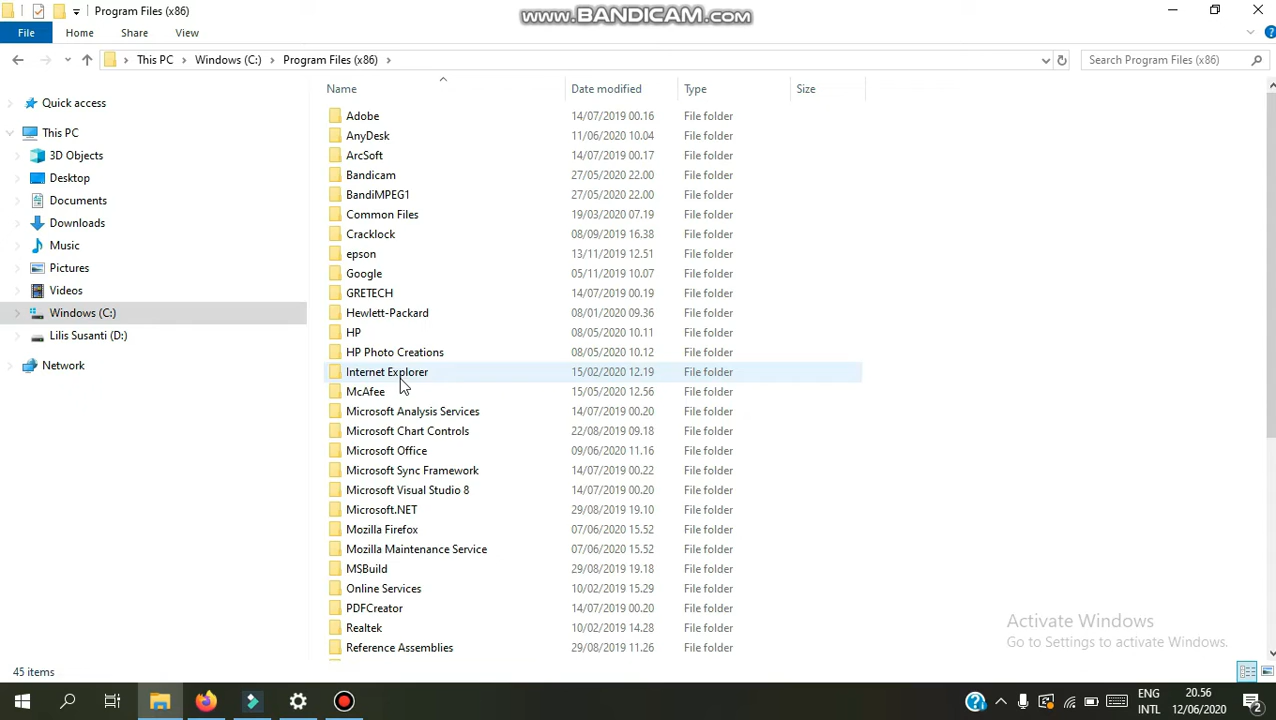 Program Files (x86)
www.BANDICAM.com
File Home Share View
This PC Windows (C:) Program Files (x86)
Search Program Files (x86)
Name Date modified Type Size
Quick access
This PC
3D Objects
Desktop
Documents
Downloads
Music
Pictures
Videos
Windows (C:)
Lilis Susanti (D:)
Network
Adobe 14/07/2019 00.16 File folder
AnyDesk 11/06/2020 10.04 File folder
ArcSoft 14/07/2019 00.17 File folder
Bandicam 27/05/2020 22.00 File folder
BandiMPEG1 27/05/2020 22.00 File folder
Common Files 19/03/2020 07.19 File folder
Cracklock 08/09/2019 16.38 File folder
epson 13/11/2019 12.51 File folder
Google 05/11/2019 10.07 File folder
GRETECH 14/07/2019 00.19 File folder
Hewlett-Packard 08/01/2020 09.36 File folder
HP 08/05/2020 10.11 File folder
HP Photo Creations 08/05/2020 10.12 File folder
Internet Explorer 15/02/2020 12.19 File folder
McAfee 15/05/2020 12.56 File folder
Microsoft Analysis Services 14/07/2019 00.20 File folder
Microsoft Chart Controls 22/08/2019 09.18 File folder
Microsoft Office 09/06/2020 11.16 File folder
Microsoft Sync Framework 14/07/2019 00.22 File folder
Microsoft Visual Studio 8 14/07/2019 00.20 File folder
Microsoft.NET 29/08/2019 19.10 File folder
Mozilla Firefox 07/06/2020 15.52 File folder
Mozilla Maintenance Service 07/06/2020 15.52 File folder
MSBuild 29/08/2019 19.18 File folder
Online Services 10/02/2020 15.29 File folder
PDFCreator 14/07/2019 00.20 File folder
Realtek 10/02/2020 14.28 File folder
Reference Assemblies 29/08/2019 11.26 File folder
Activate Windows
Go to Settings to activate Windows.
45 items
ENG 20.56
INTL 12/06/2020
2